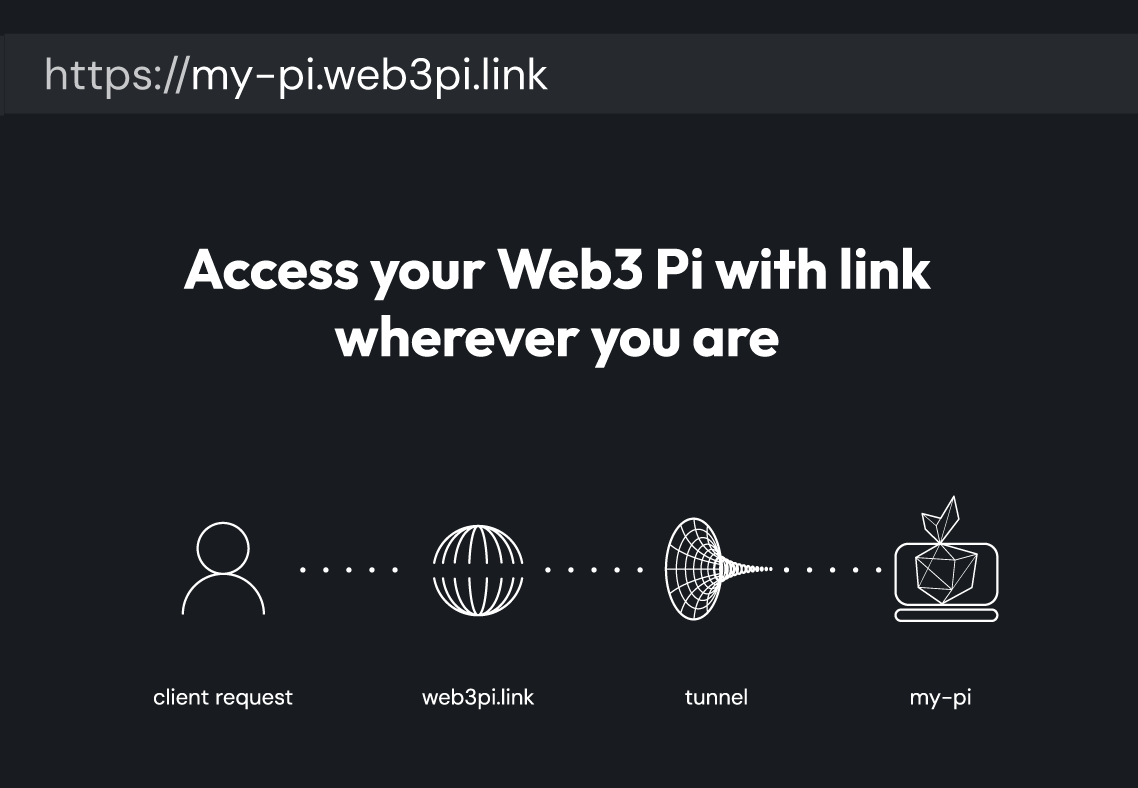 https://my-pi.web3pi.link
Access your Web3 Pi with link
wherever you are
client request
web3pi.link
tunnel
my-pi